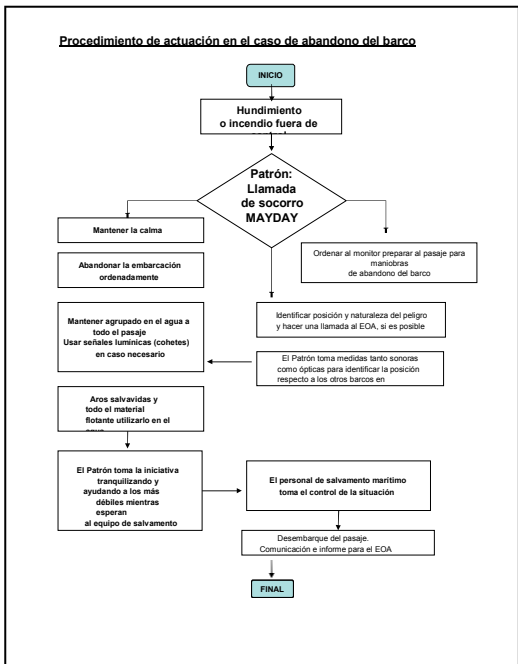 Procedimiento de actuación en el caso de abandono del barco
INICIO
Hundimiento
o incendio fuera de
Patrón:
Llamada
de socorro
MAYDAY
Mantener la calma
Ordenar al monitor preparar al pasaje para
maniobras
de abandono del barco
Abandonar la embarcación
ordenadamente
Identificar posición y naturaleza del peligro
y hacer una llamada al EOA, si es posible
Mantener agrupado en el agua a
todo el pasaje
Usar señales lumínicas (cohetes)
en caso necesario
El Patrón toma medidas tanto sonoras
como ópticas para identificar la posición
respecto a los otros barcos en
Aros salvavidas y
todo el material
flotante utilizarlo en el
El Patrón toma la iniciativa
tranquilizando y
ayudando a los más
débiles mientras
esperan
al equipo de salvamento
El personal de salvamento marítimo
toma el control de la situación
Desembarque del pasaje.
Comunicación e informe para el EOA
FINAL